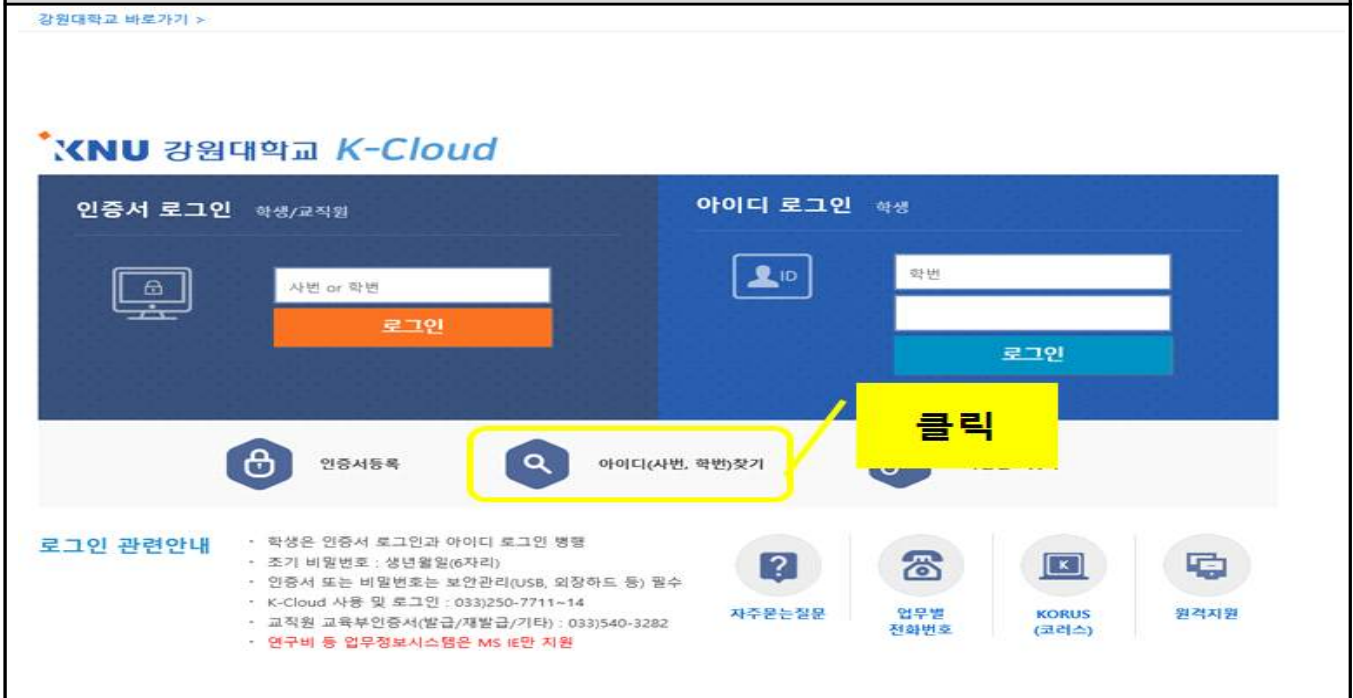 강원대학교 바로가기 >
KNU 강원대학교 K-Cloud
인증서 로그인 학생/교직원
사번 or 학번
로그인
아이디 로그인 학생
ID
학번
로그인
클릭
인증서등록
아이디(사번, 학번)찾기
로그인 관련안내
· 학생은 인증서 로그인과 아이디 로그인 병행
· 초기 비밀번호 : 생년월일(6자리)
· 인증서 또는 비밀번호는 보안관리(USB, 외장하드 등) 필수
· K-Cloud 사용 및 로그인 : 033)250-7711~14
· 교직원 교육부인증서(발급/재발급/기타) : 033)540-3282
· 연구비 등 업무정보시스템은 MS IE만 지원
자주묻는질문
업무별
전화번호
K
KORUS
(코러스)
원격지원